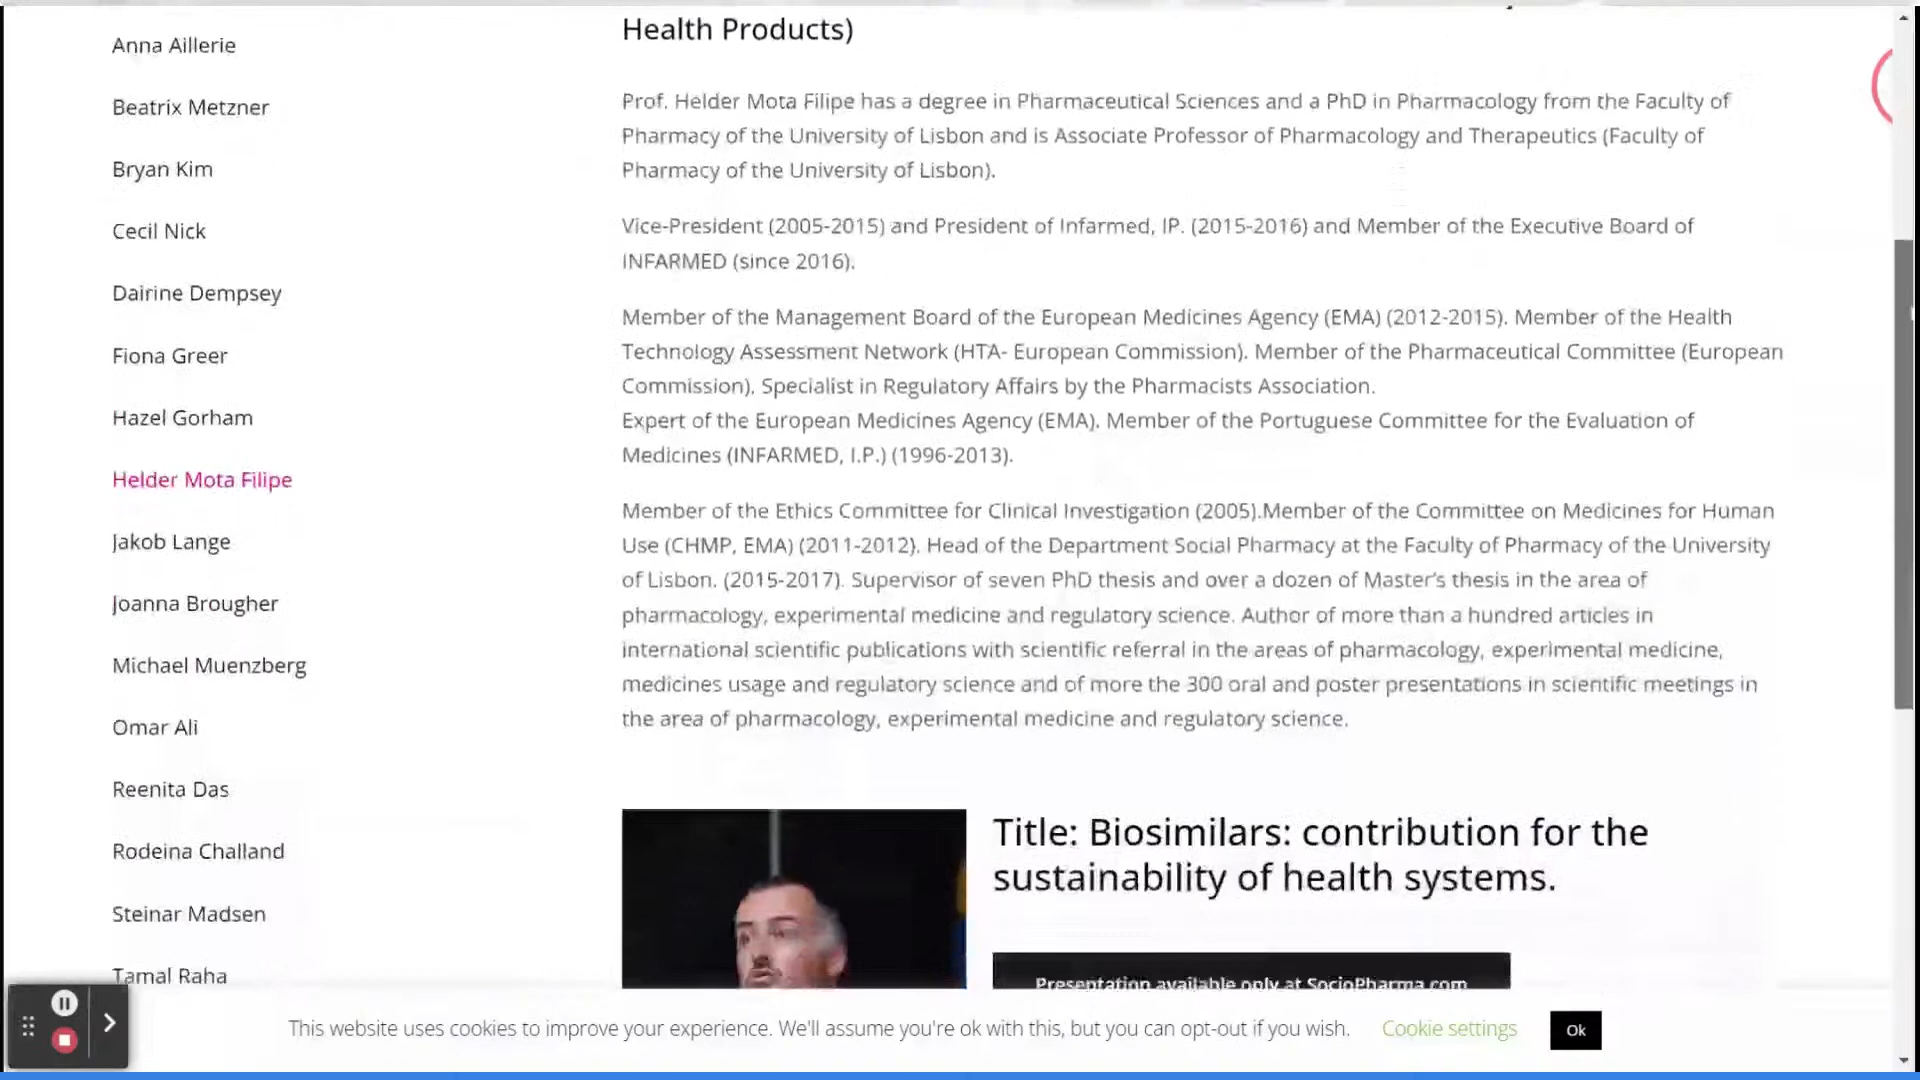 Anna Aillerie
Beatrix Metzner
Bryan Kim
Cecil Nick
Dairine Dempsey
Fiona Greer
Hazel Gorham
Helder Mota Filipe
Jakob Lange
Joanna Brougher
Michael Muenzberg
Omar Ali
Reenita Das
Rodeina Challand
Steinar Madsen
Tamal Raha
Health Products)
Prof. Helder Mota Filipe has a degree in Pharmaceutical Sciences and a PhD in Pharmacology from the Faculty of
Pharmacy of the University of Lisbon and is Associate Professor of Pharmacology and Therapeutics (Faculty of
Pharmacy of the University of Lisbon).
Vice-President (2005-2015) and President of Infarmed, IP. (2015-2016) and Member of the Executive Board of
INFARMED (since 2016).
Member of the Management Board of the European Medicines Agency (EMA) (2012-2015). Member of the Health
Technology Assessment Network (HTA- European Commission). Member of the Pharmaceutical Committee (European
Commission). Specialist in Regulatory Affairs by the Pharmacists Association.
Expert of the European Medicines Agency (EMA). Member of the Portuguese Committee for the Evaluation of
Medicines (INFARMED, I.P.) (1996-2013).
Member of the Ethics Committee for Clinical Investigation (2005).Member of the Committee on Medicines for Human
Use (CHMP, EMA) (2011-2012). Head of the Department Social Pharmacy at the Faculty of Pharmacy of the University
of Lisbon. (2015-2017). Supervisor of seven PhD thesis and over a dozen of Master's thesis in the area of
pharmacology, experimental medicine and regulatory science. Author of more than a hundred articles in
international scientific publications with scientific referral in the areas of pharmacology, experimental medicine,
medicines usage and regulatory science and of more the 300 oral and poster presentations in scientific meetings in
the area of pharmacology, experimental medicine and regulatory science.
Title: Biosimilars: contribution for the
sustainability of health systems.
Presentation available only at SocioPharma.com
This website uses cookies to improve your experience. We'll assume you're ok with this, but you can opt-out if you wish. Cookie settings Ok